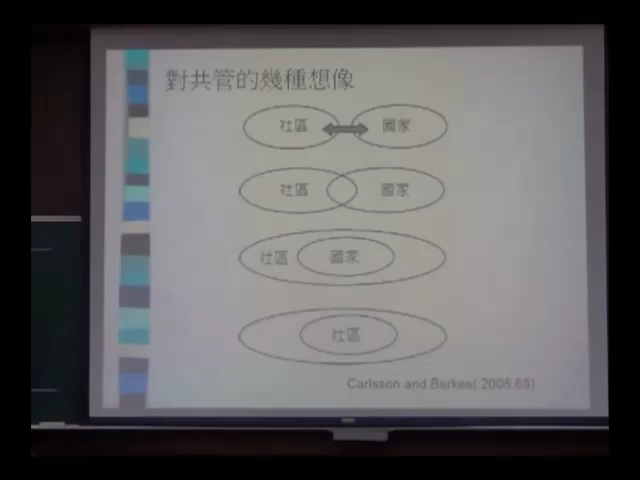 對共管的幾種想像
社區 國家
社區 國家
社區 國家
社區
Carlsson and Berkes( 2005:68)